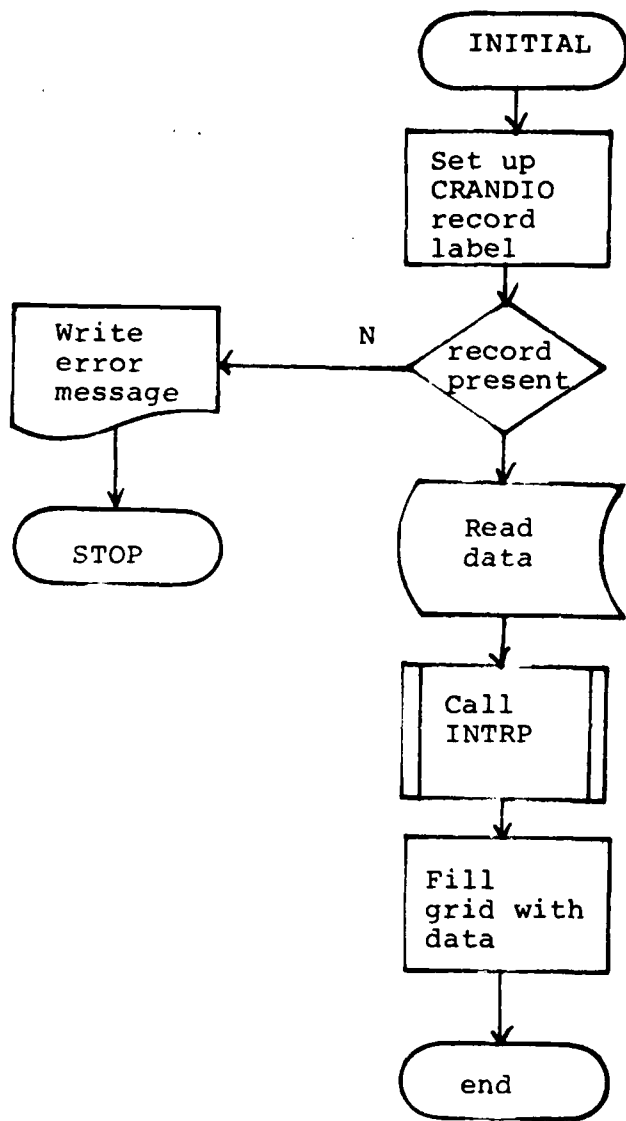 INITIAL
Set up
CRANDIO
record
label
N
record
present
Write
error
message
STOP
Read
data
Call
INTRP
Fill
grid with
data
end